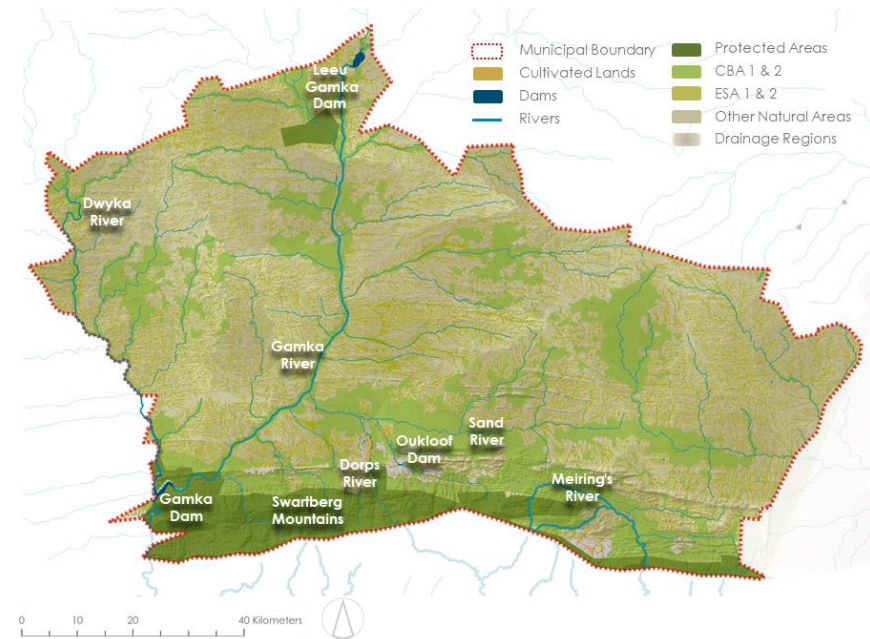 Municipal Boundary
Cultivated Lands
Dams
Rivers
Protected Areas
CBA 1 & 2
ESA 1 & 2
Other Natural Areas
Drainage Regions
Leeu
Gamka
Dam
Dwyka
River
Gamka
River
Sand
River
Oukloof
Dam
Dorps
River
Meiring's
River
Gamka
Dam
Swartberg
Mountains
0 10 20 40 Kilometers